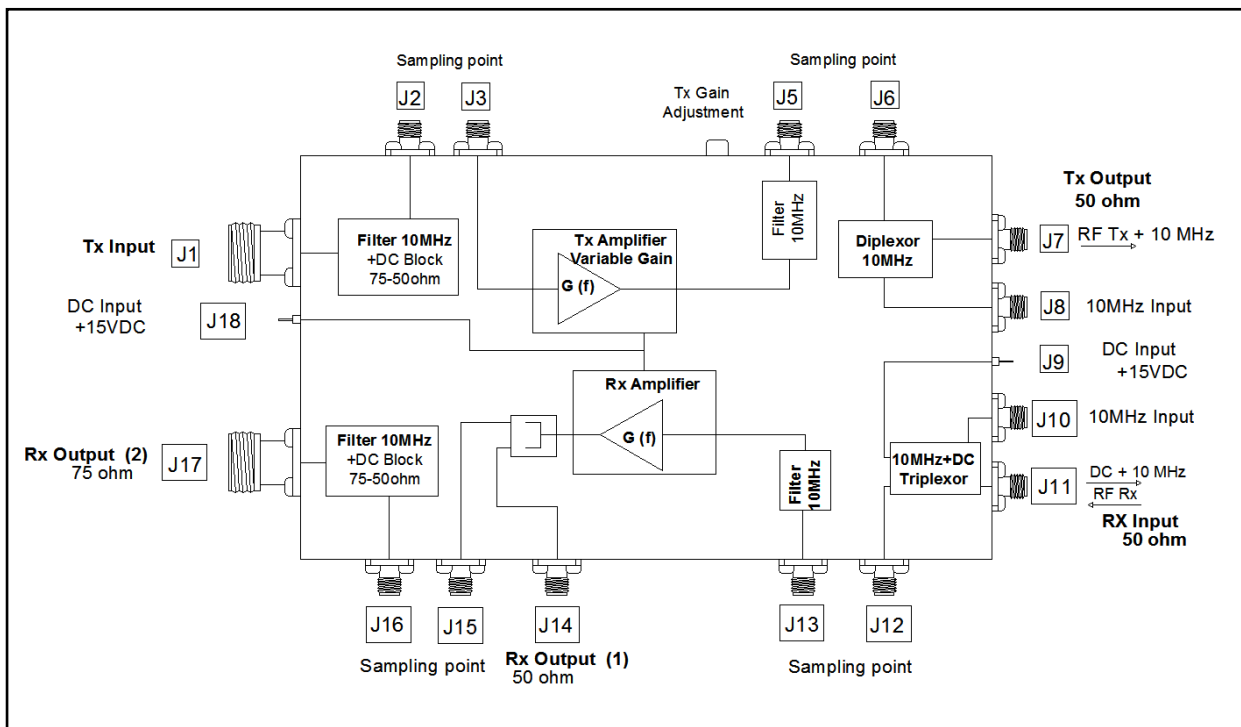 Sampling point
Sampling point
J2
J3
Tx Gain
Adjustment
J5
J6
Tx Input
J1
Filter 10MHz
+DC Block
75-50ohm
Tx Amplifier
Variable Gain
G (f)
Filter
10MHz
Diplexor
10MHz
Tx Output
50 ohm
J7
RF Tx + 10 MHz
DC Input
+15VDC
J18
J8
10MHz Input
J9
DC Input
+15VDC
Rx Amplifier
G (f)
J10
10MHz Input
Rx Output (2)
75 ohm
J17
Filter 10MHz
+DC Block
75-50ohm
Filter
10MHz
10MHz+DC
Triplexor
J11
DC + 10 MHz
RF Rx
RX Input
50 ohm
J16
J15
J14
J13
J12
Sampling point
Rx Output (1)
50 ohm
Sampling point